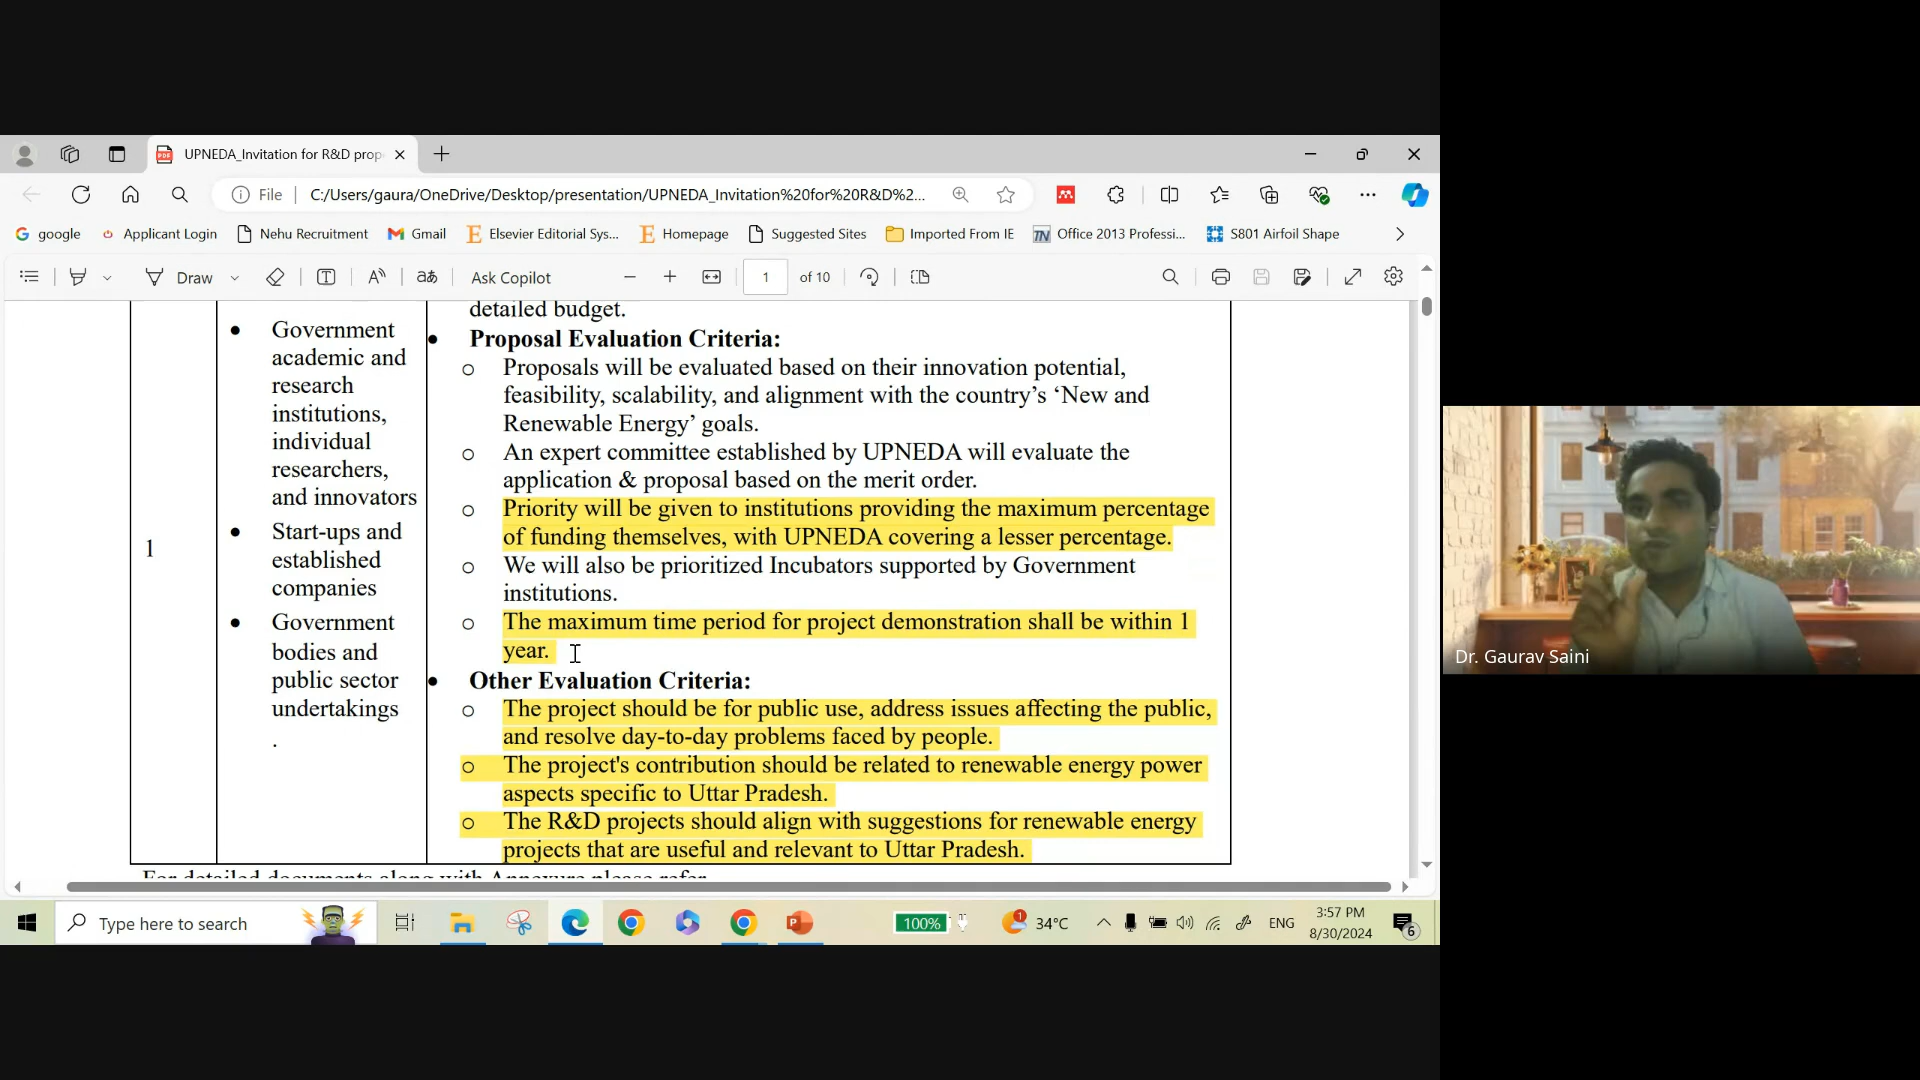 UPNEDA_Invitation for R&D prop
File
C:/Users/gaura/OneDrive/Desktop/presentation/UPNEDA_Invitation%20for%20R&D%2...
google
Applicant Login
Nehu Recruitment
Gmail
Elsevier Editorial Sys...
Homepage
Suggested Sites
Imported From IE
TN
Office 2013 Professi...
S801 Airfoil Shape
Draw
Ask Copilot
1
of 10
1
• Government
academic and
research
institutions,
individual
researchers,
and innovators
• Start-ups and
established
companies
• Government
bodies and
public sector
undertakings
.
detailed budget.
• Proposal Evaluation Criteria:
o Proposals will be evaluated based on their innovation potential,
feasibility, scalability, and alignment with the country’s ‘New and
Renewable Energy’ goals.
o An expert committee established by UPNEDA will evaluate the
application & proposal based on the merit order.
o Priority will be given to institutions providing the maximum percentage
of funding themselves, with UPNEDA covering a lesser percentage.
o We will also be prioritized Incubators supported by Government
institutions.
o The maximum time period for project demonstration shall be within 1
year.
• Other Evaluation Criteria:
o The project should be for public use, address issues affecting the public,
and resolve day-to-day problems faced by people.
o The project's contribution should be related to renewable energy power
aspects specific to Uttar Pradesh.
o The R&D projects should align with suggestions for renewable energy
projects that are useful and relevant to Uttar Pradesh.
For detailed documents along with Annexure please refer
Dr. Gaurav Saini
Type here to search
100%
1
34°C
ENG
3:57 PM
8/30/2024
6